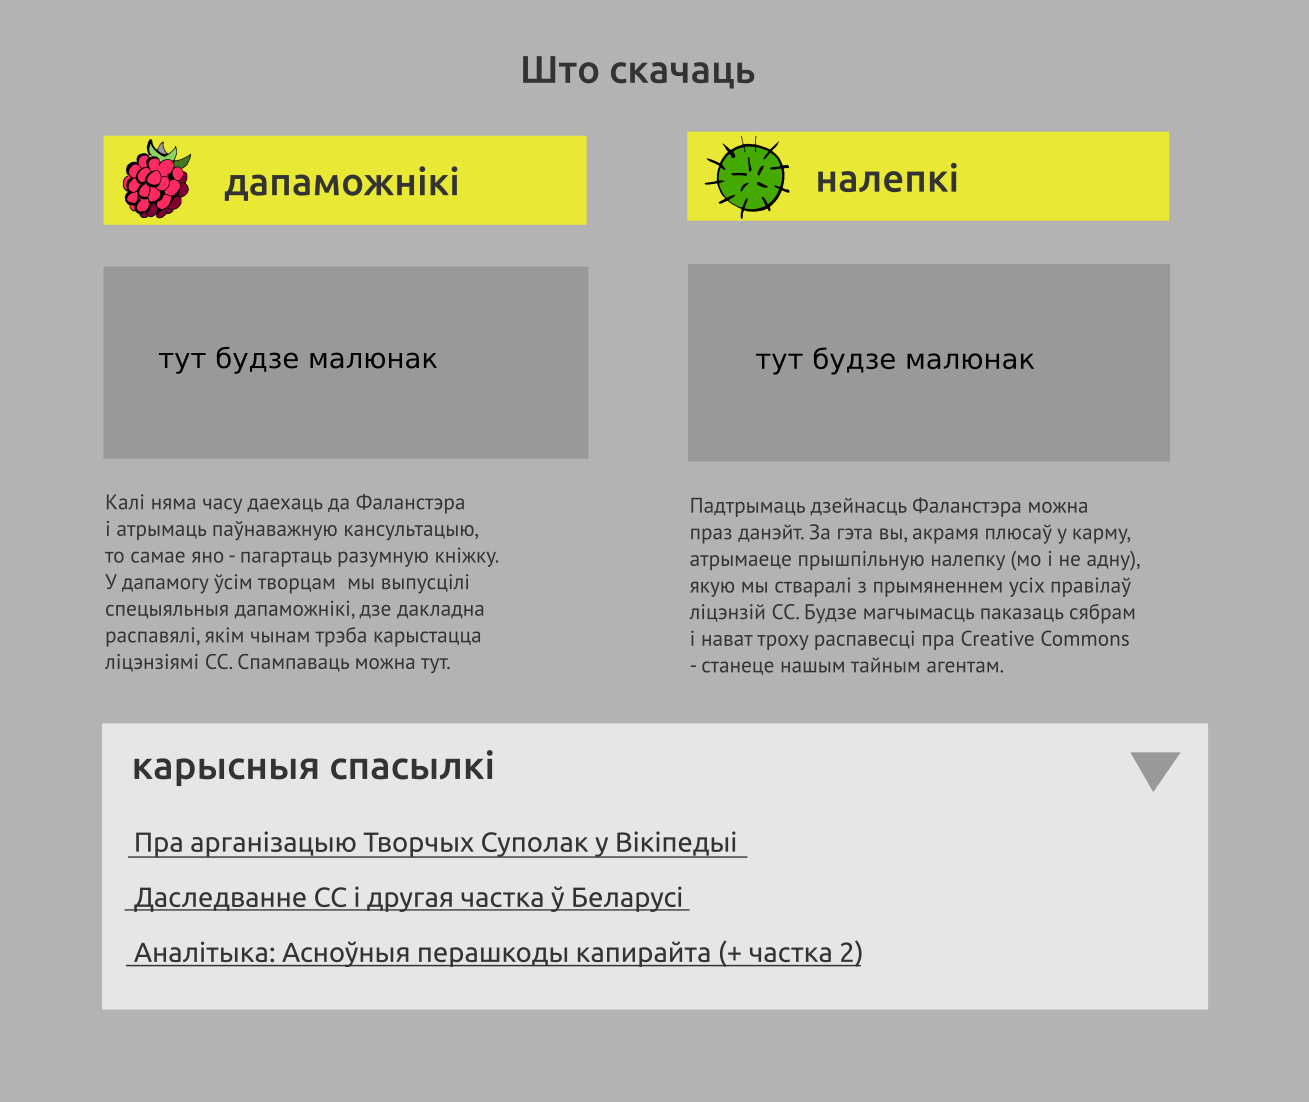 Што скачаць
дапаможнікі
налепкі
тут будзе малюнак
тут будзе малюнак
Калі няма часу даехаць да Фаланстэра
і атрымаць паўнаважную кансультацыю,
то самае яно - пагартаць разумную кніжку.
У дапамогу ўсім творцам  мы выпусцілі
спецыяльныя дапаможнікі, дзе дакладна
распавялі, якім чынам трэба карыстацца
ліцэнзіямі СС. Спампаваць можна тут.
Падтрымаць дзейнасць Фаланстэра можна
праз данэйт. За гэта вы, акрамя плюсаў у карму,
атрымаеце прышпільную налепку (мо і не адну),
якую мы стваралі з прымяненнем усіх правілаў
ліцэнзій СС. Будзе магчымасць паказаць сябрам
і нават троху распавесці пра Creative Commons
- станеце нашым тайным агентам.
карысныя спасылкі
Пра арганізацыю Творчых Суполак у Вікіпедыі
Даследванне СС і другая частка ў Беларусі
Аналітыка: Асноўныя перашкоды капирайта (+ частка 2)